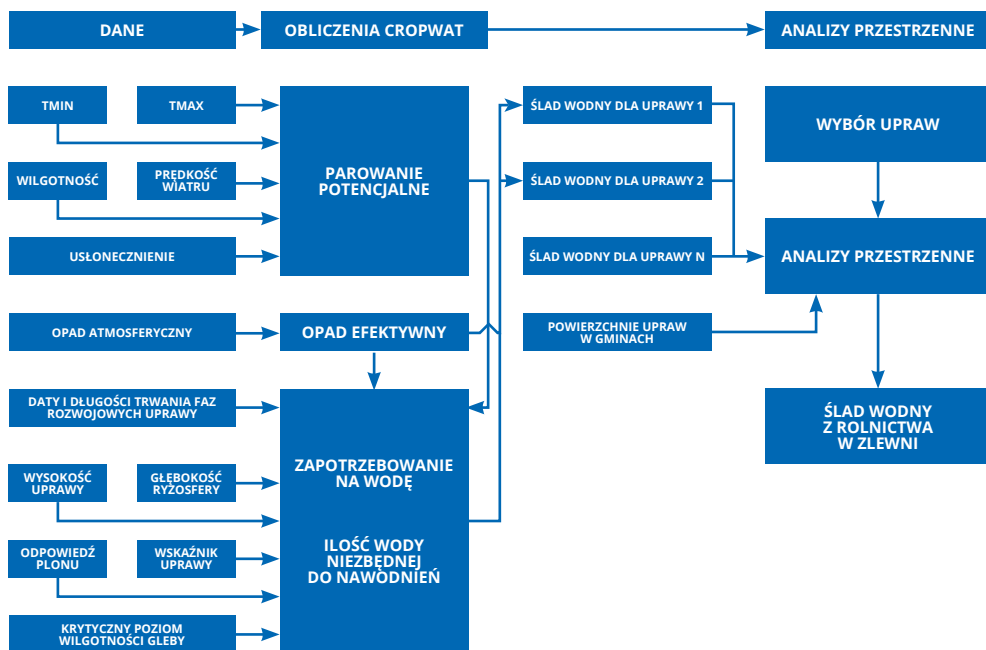 DANE
OBLICZENIA CROPWAT
ANALIZY PRZESTRZENNE
TMIN
TMAX
WILGOTNOŚĆ
PRĘDKOŚĆ
WIATRU
USŁONECZNIENIE
PAROWANIE
POTENCJALNE
OPAD ATMOSFERYCZNY
OPAD EFEKTYWNY
DATY I DŁUGOŚCI TRWANIA FAZ
ROZWOJOWYCH UPRAWY
WYSOKOŚĆ
UPRAWY
GŁĘBOKOŚĆ
RYZOSFERY
ODPOWIEDŹ
PLONU
WSKAŹNIK
UPRAWY
KRYTYCZNY POZIOM
WILGOTNOŚCI GLEBY
ZAPOTRZEBOWANIE
NA WODĘ
ILOŚĆ WODY
NIEZBĘDNEJ
DO NAWODNIEŃ
ŚLAD WODNY DLA UPRAWY 1
ŚLAD WODNY DLA UPRAWY 2
ŚLAD WODNY DLA UPRAWY N
POWIERZCHNIE UPRAW
W GMINACH
WYBÓR UPRAW
ANALIZY PRZESTRZENNE
ŚLAD WODNY
Z ROLNICTWA
W ZLEWNI